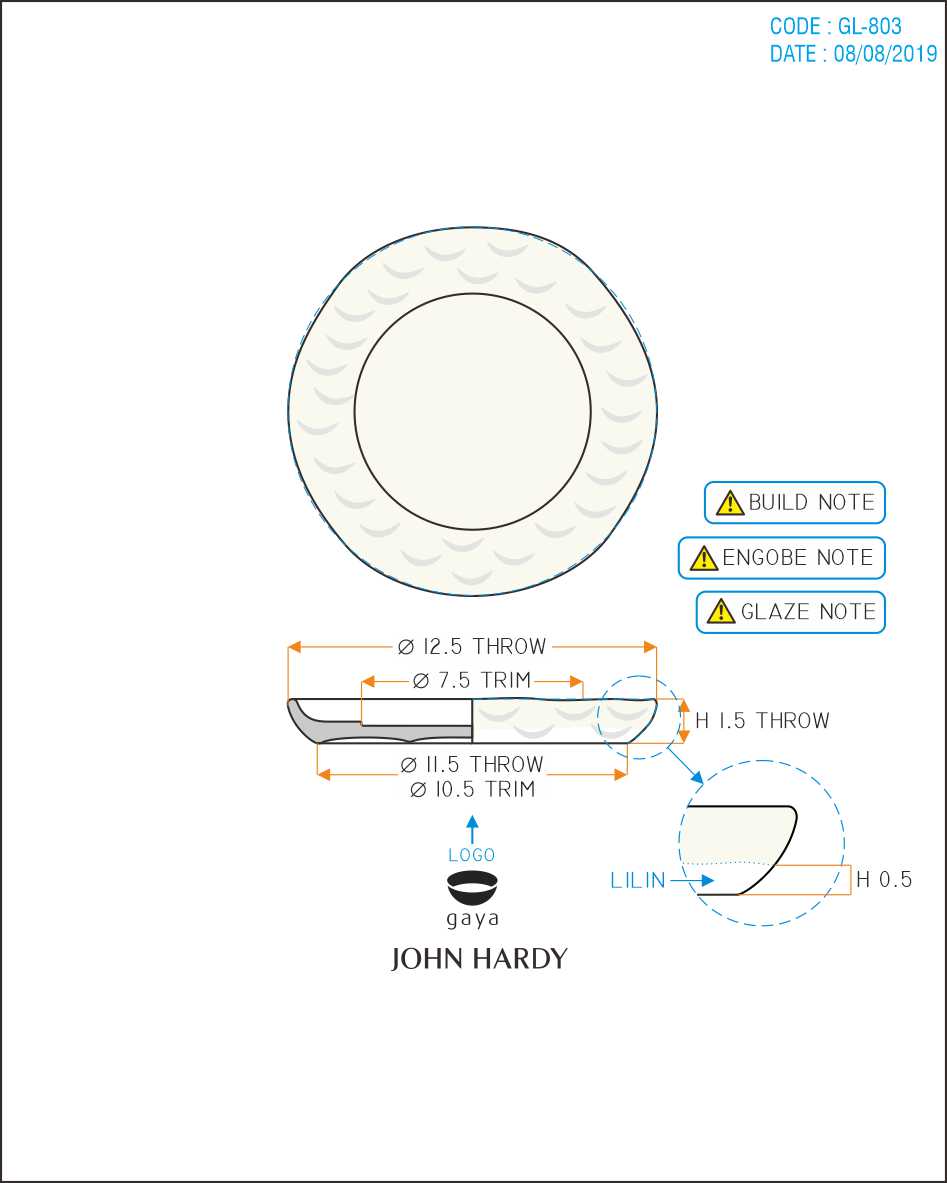 CODE : GL-803
DATE : 08/08/2019
BUILD NOTE
ENGOBE NOTE
GLAZE NOTE
Ø 12.5 THROW
Ø 7.5 TRIM
H 1.5 THROW
Ø 11.5 THROW
Ø 10.5 TRIM
LOGO
gaya
JOHN HARDY
LILIN
H 0.5